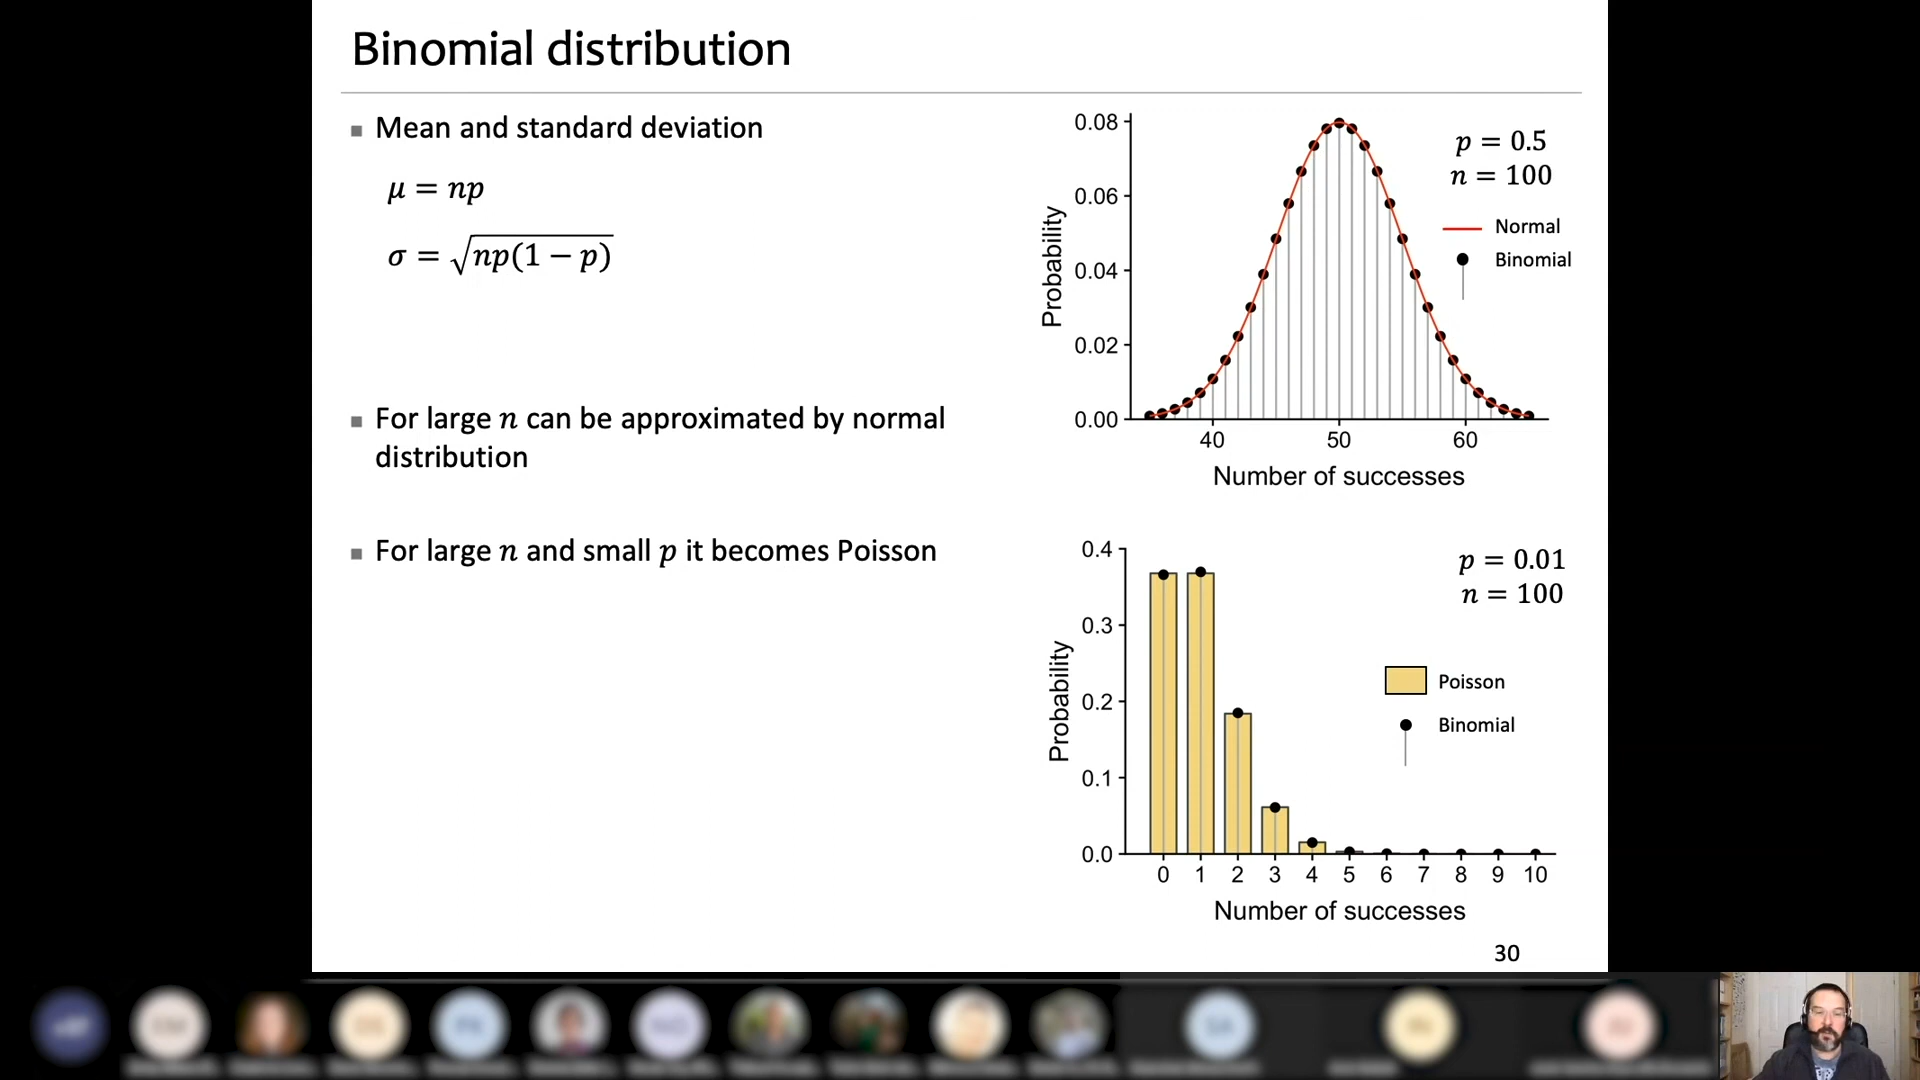 Binomial distribution
Mean and standard deviation
μ = np
σ = √np(1 − p)
For large n can be approximated by normal
distribution
For large n and small p it becomes Poisson
0.08
0.06
0.04
0.02
0.00
Probability
40 50 60
Number of successes
p = 0.5
n = 100
Normal
Binomial
0.4
0.3
0.2
0.1
0.0
Probability
0 1 2 3 4 5 6 7 8 9 10
Number of successes
p = 0.01
n = 100
Poisson
Binomial
30